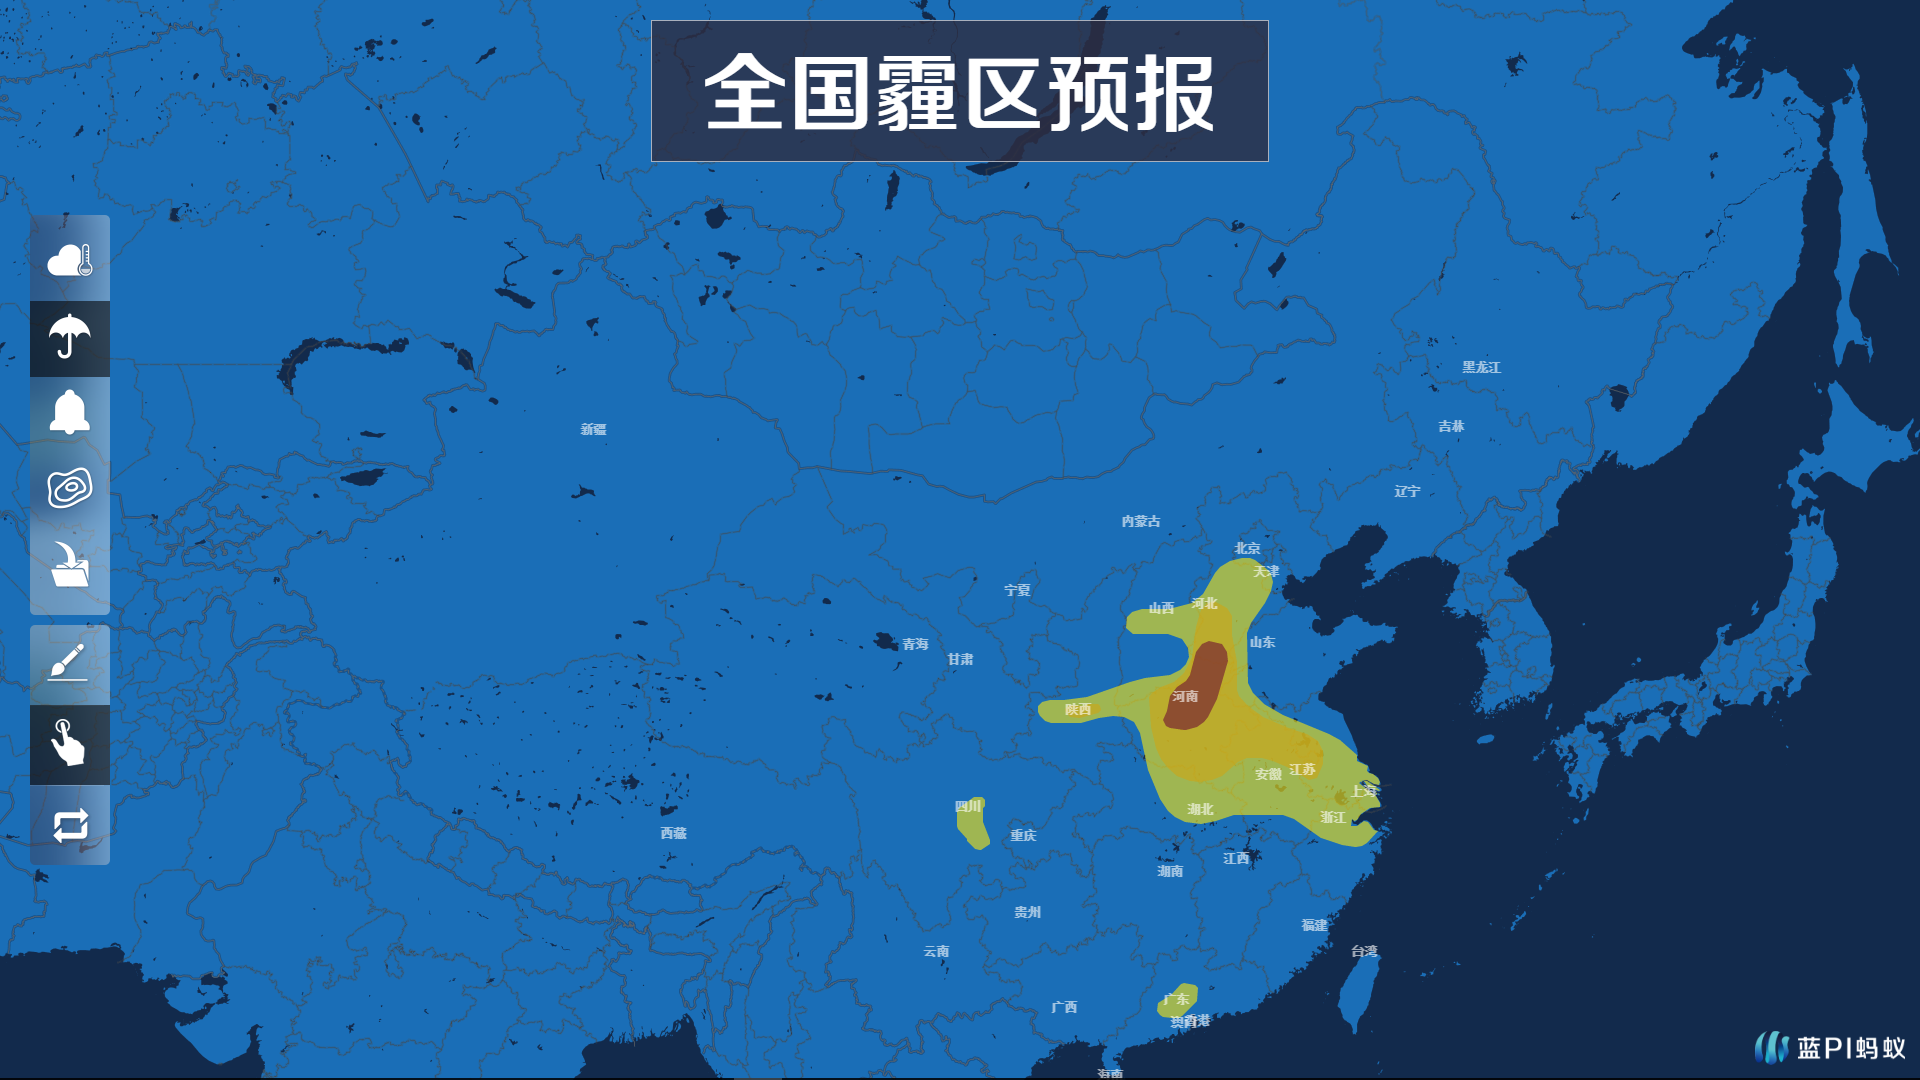 全国霾区预报
黑龙江
吉林
新疆
辽宁
内蒙古
北京
天津
宁夏
山西
河北
山东
青海
甘肃
河南
陕西
安徽
江苏
上海
四川
湖北
浙江
西藏
重庆
江西
湖南
贵州
福建
云南
台湾
广东
广西
澳门
香港
海南
蓝PI蚂蚁